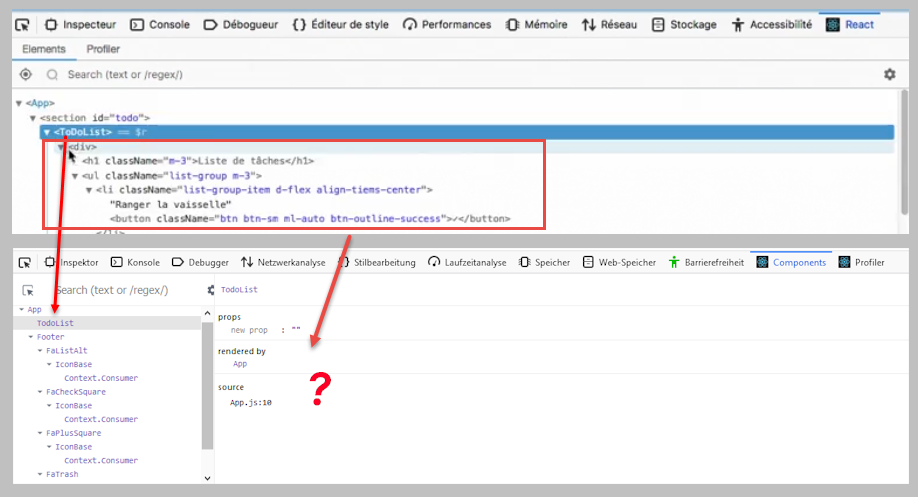 Inspecteur Console Débogueur {} Éditeur de style Performances Mémoire Réseau Stockage Accessibilité React
Elements Profiler
Search (text or /regex/)
▼ <App>
▼ <section id="todo">
▼ <ToDoList> == $r
▼ <div>
<h1 className="m-3">Liste de tâches</h1>
▼ <ul className="list-group m-3">
▼ <li className="list-group-item d-flex align-tiems-center">
"Ranger la vaisselle"
<button className="btn btn-sm ml-auto btn-outline-success">✓</button>
</li>
Inspektor Konsole Debugger Netzwerkanalyse {} Stilbearbeitung Laufzeitanalyse Speicher Web-Speicher Barrierefreiheit Components Profiler
Search (text or /regex/)
TodoList
▼ App
TodoList
▼ Footer
▼ FaListAlt
▼ IconBase
Context.Consumer
▼ FaCheckSquare
▼ IconBase
Context.Consumer
▼ FaPlusSquare
▼ IconBase
Context.Consumer
▼ FaTrash
props
new prop : ""
rendered by
App
source
App.js:10
?